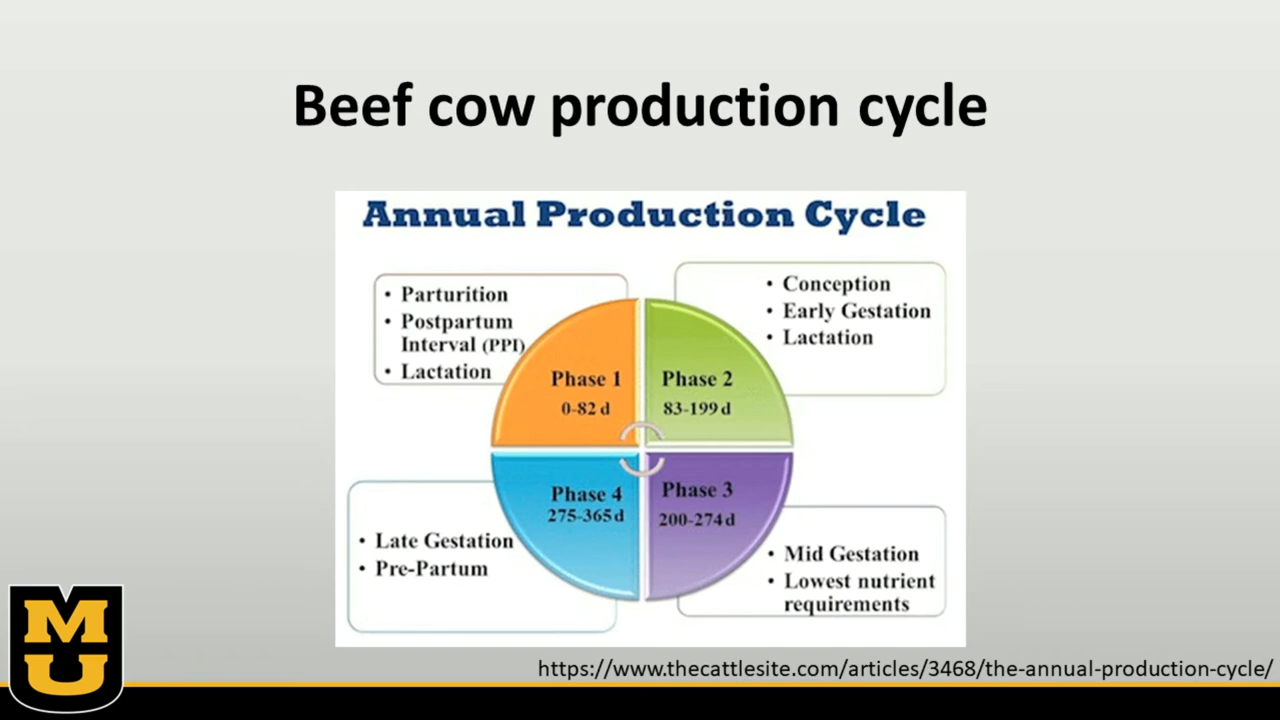 Beef cow production cycle
Annual Production Cycle
• Parturition
• Postpartum
Interval (PPI)
• Lactation
• Conception
• Early Gestation
• Lactation
Phase 1
0-82 d
Phase 2
83-199 d
Phase 4
275-365 d
Phase 3
200-274 d
• Late Gestation
• Pre-Partum
• Mid Gestation
• Lowest nutrient
requirements
MU
https://www.thecattlesite.com/articles/3468/the-annual-production-cycle/